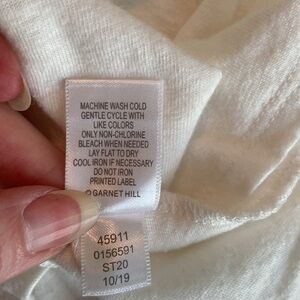 MACHINE WASH COLD
GENTLE CYCLE WITH
LIKE COLORS
ONLY NON-CHLORINE
BLEACH WHEN NEEDED
LAY FLAT TO DRY
COOL IRON IF NECESSARY
DO NOT IRON
PRINTED LABEL
© GARNET HILL
45911
0156591
ST20
10/19